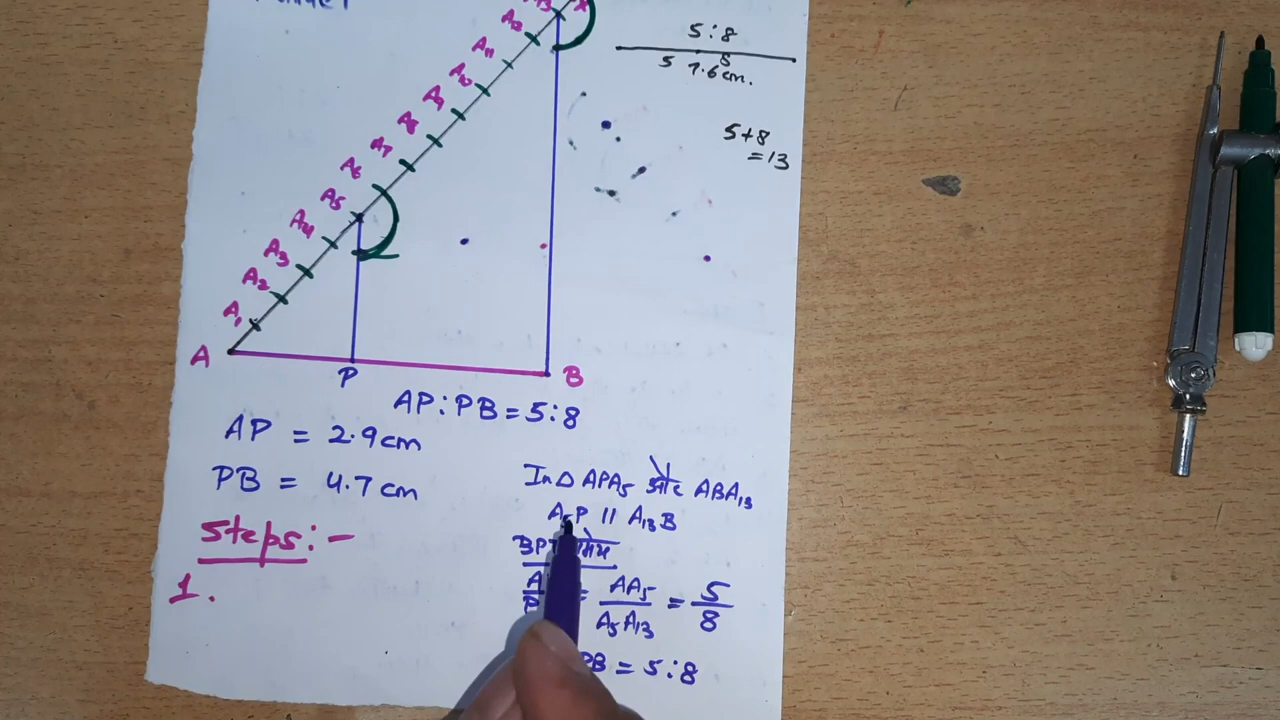 5:8
8
5 7.6 cm.
5+8
=13
A13 X
A12
A11
A10
A9
A8
A7
A6
A5
A4
A3
A2
A1
A
P
B
AP:PB=5:8
AP = 2.9cm
PB = 4.7 cm
Steps:-
1.
In △ APA5 और ABA13
A5P || A13B
= AA5/A5A13 = 5/8
PB = 5:8